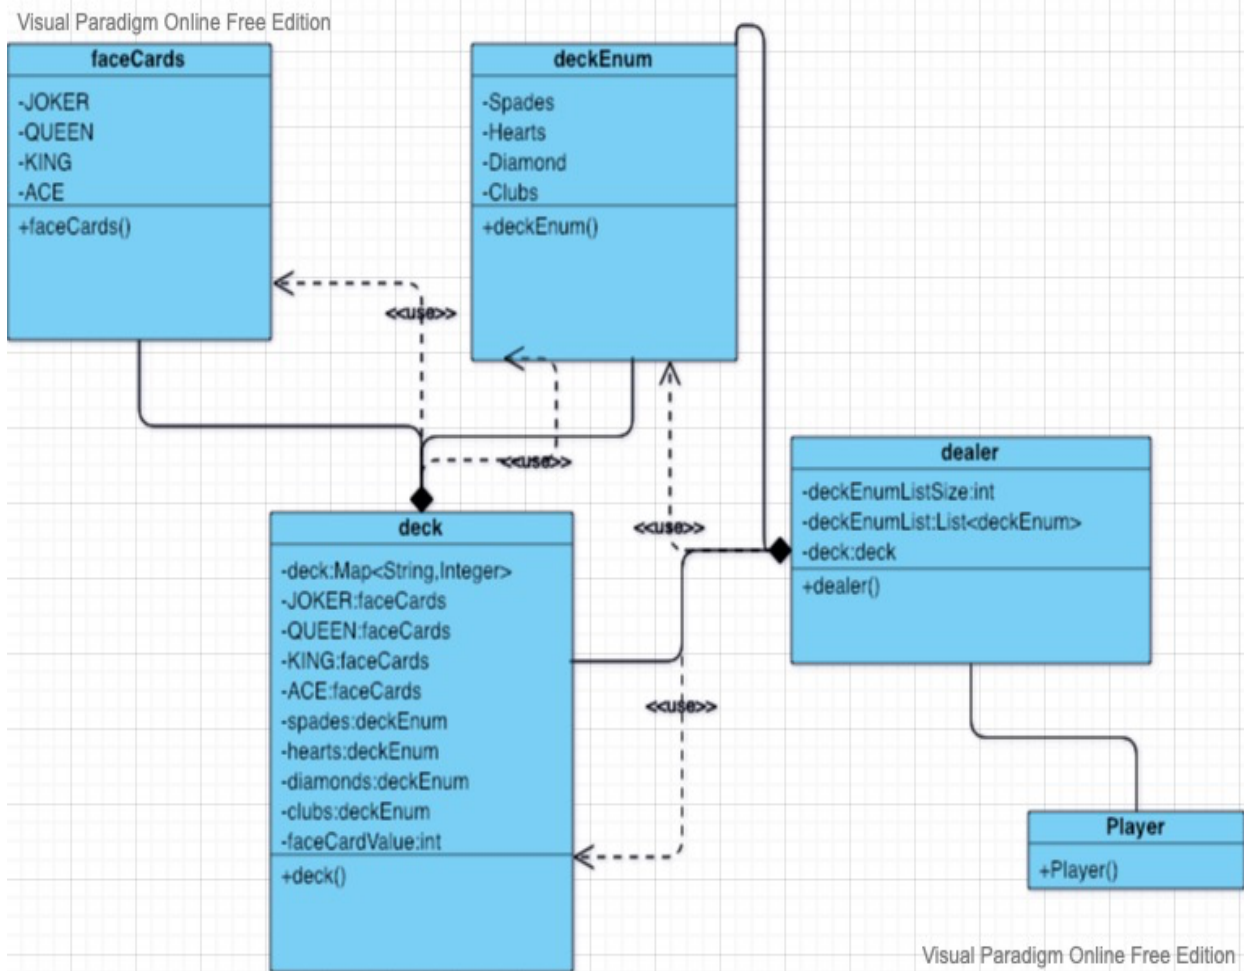 Visual Paradigm Online Free Edition
faceCards
-JOKER
-QUEEN
-KING
-ACE
+faceCards()
deckEnum
-Spades
-Hearts
-Diamond
-Clubs
+deckEnum()
<<use>>
<<use>>
<<use>>
dealer
-deckEnumListSize:int
-deckEnumList:List<deckEnum>
-deck:deck
+dealer()
deck
-deck:Map<String,Integer>
-JOKER:faceCards
-QUEEN:faceCards
-KING:faceCards
-ACE:faceCards
-spades:deckEnum
-hearts:deckEnum
-diamonds:deckEnum
-clubs:deckEnum
-faceCardValue:int
+deck()
<<use>>
Player
+Player()
Visual Paradigm Online Free Edition